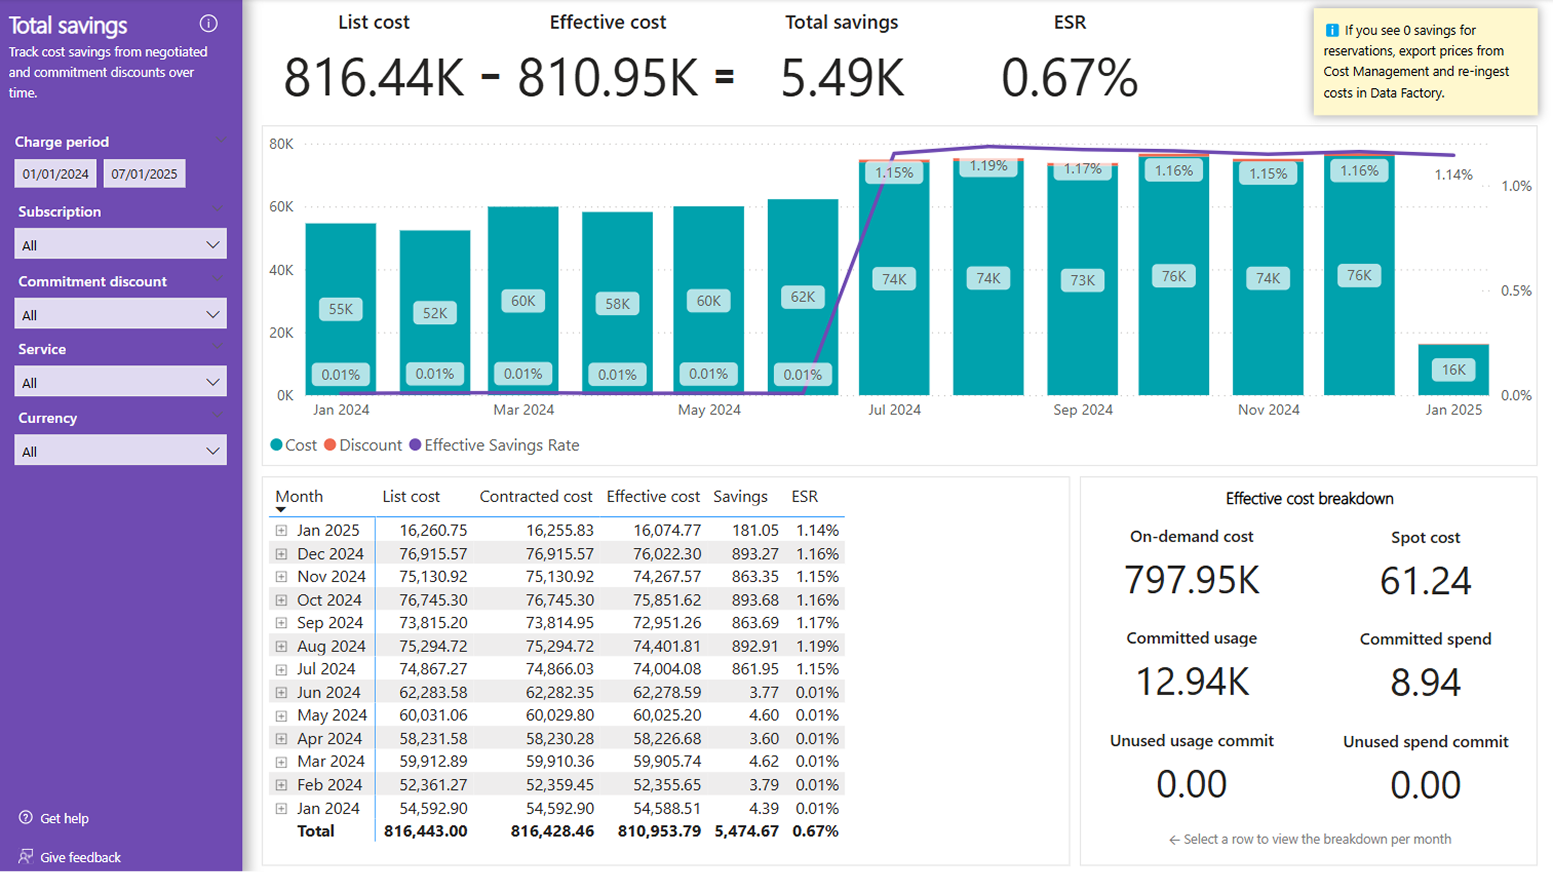 Total savings
Track cost savings from negotiated
and commitment discounts over
time.
Charge period
01/01/2024 07/01/2025
Subscription
All
Commitment discount
All
Service
All
Currency
All
Get help
Give feedback
List cost Effective cost Total savings ESR
816.44K - 810.95K = 5.49K 0.67%
If you see 0 savings for
reservations, export prices from
Cost Management and re-ingest
costs in Data Factory.
80K
60K
40K
20K
0K
1.0%
0.5%
0.0%
1.15% 1.19% 1.17% 1.16% 1.15% 1.16% 1.14%
55K 52K 60K 58K 60K 62K 74K 74K 73K 76K 74K 76K 16K
0.01% 0.01% 0.01% 0.01% 0.01% 0.01%
Jan 2024 Mar 2024 May 2024 Jul 2024 Sep 2024 Nov 2024 Jan 2025
Cost Discount Effective Savings Rate
Month List cost Contracted cost Effective cost Savings ESR
Jan 2025 16,260.75 16,255.83 16,074.77 181.05 1.14%
Dec 2024 76,915.57 76,915.57 76,022.30 893.27 1.16%
Nov 2024 75,130.92 75,130.92 74,267.57 863.35 1.15%
Oct 2024 76,745.30 76,745.30 75,851.62 893.68 1.16%
Sep 2024 73,815.20 73,814.95 72,951.26 863.69 1.17%
Aug 2024 75,294.72 75,294.72 74,401.81 892.91 1.19%
Jul 2024 74,867.27 74,866.03 74,004.08 861.95 1.15%
Jun 2024 62,283.58 62,282.35 62,278.59 3.77 0.01%
May 2024 60,031.06 60,029.80 60,025.20 4.60 0.01%
Apr 2024 58,231.58 58,230.28 58,226.68 3.60 0.01%
Mar 2024 59,912.89 59,910.36 59,905.74 4.62 0.01%
Feb 2024 52,361.27 52,359.45 52,355.65 3.79 0.01%
Jan 2024 54,592.90 54,592.90 54,588.51 4.39 0.01%
Total 816,443.00 816,428.46 810,953.79 5,474.67 0.67%
Effective cost breakdown
On-demand cost Spot cost
797.95K 61.24
Committed usage Committed spend
12.94K 8.94
Unused usage commit Unused spend commit
0.00 0.00
← Select a row to view the breakdown per month